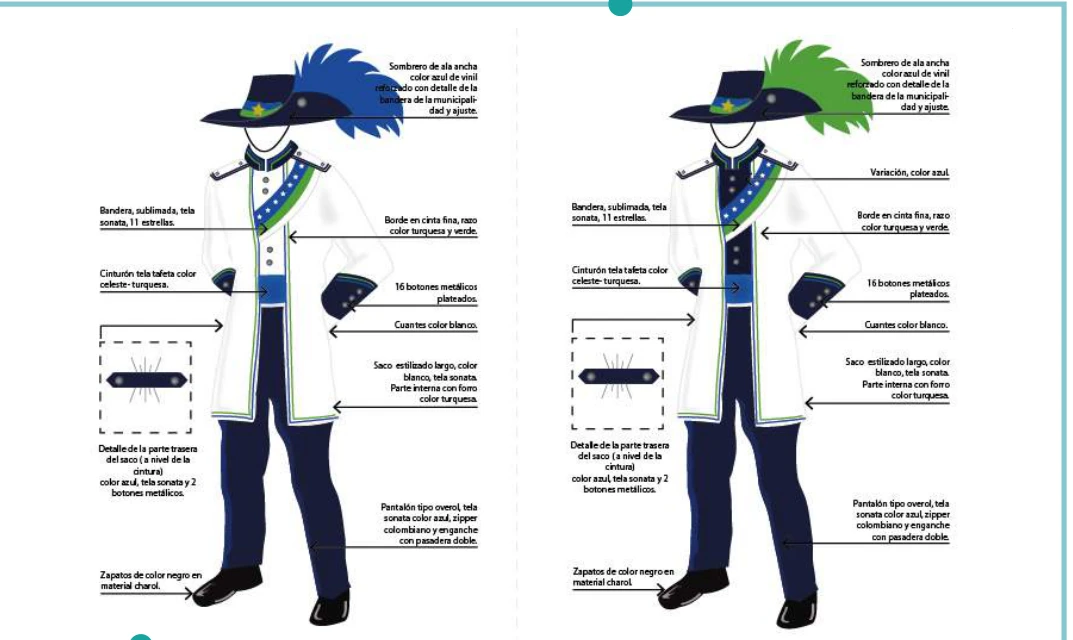 Sombrero de ala ancha
color azul de vinil
reforzado con detalle de la
bandera de la municipali-
dad y ajuste.
Bandera, sublimada, tela
sonata, 11 estrellas.
Borde en cinta fina, razo
color turquesa y verde.
Cinturón tela tafeta color
celeste- turquesa.
16 botones metálicos
plateados.
Cuantes color blanco.
Saco estilizado largo, color
blanco, tela sonata.
Parte interna con forro
color turquesa.
Detalle de la parte trasera
del saco ( a nivel de la
cintura)
color azul, tela sonata y 2
botones metálicos.
Pantalón tipo overol, tela
sonata color azul, zipper
colombiano y enganche
con pasadera doble.
Zapatos de color negro en
material charol.
Sombrero de ala ancha
color azul de vinil
reforzado con detalle de la
bandera de la municipali-
dad y ajuste.
Variación, color azul.
Bandera, sublimada, tela
sonata, 11 estrellas.
Borde en cinta fina, razo
color turquesa y verde.
Cinturón tela tafeta color
celeste- turquesa.
16 botones metálicos
plateados.
Cuantes color blanco.
Saco estilizado largo, color
blanco, tela sonata.
Parte interna con forro
color turquesa.
Detalle de la parte trasera
del saco ( a nivel de la
cintura)
color azul, tela sonata y 2
botones metálicos.
Pantalón tipo overol, tela
sonata color azul, zipper
colombiano y enganche
con pasadera doble.
Zapatos de color negro en
material charol.